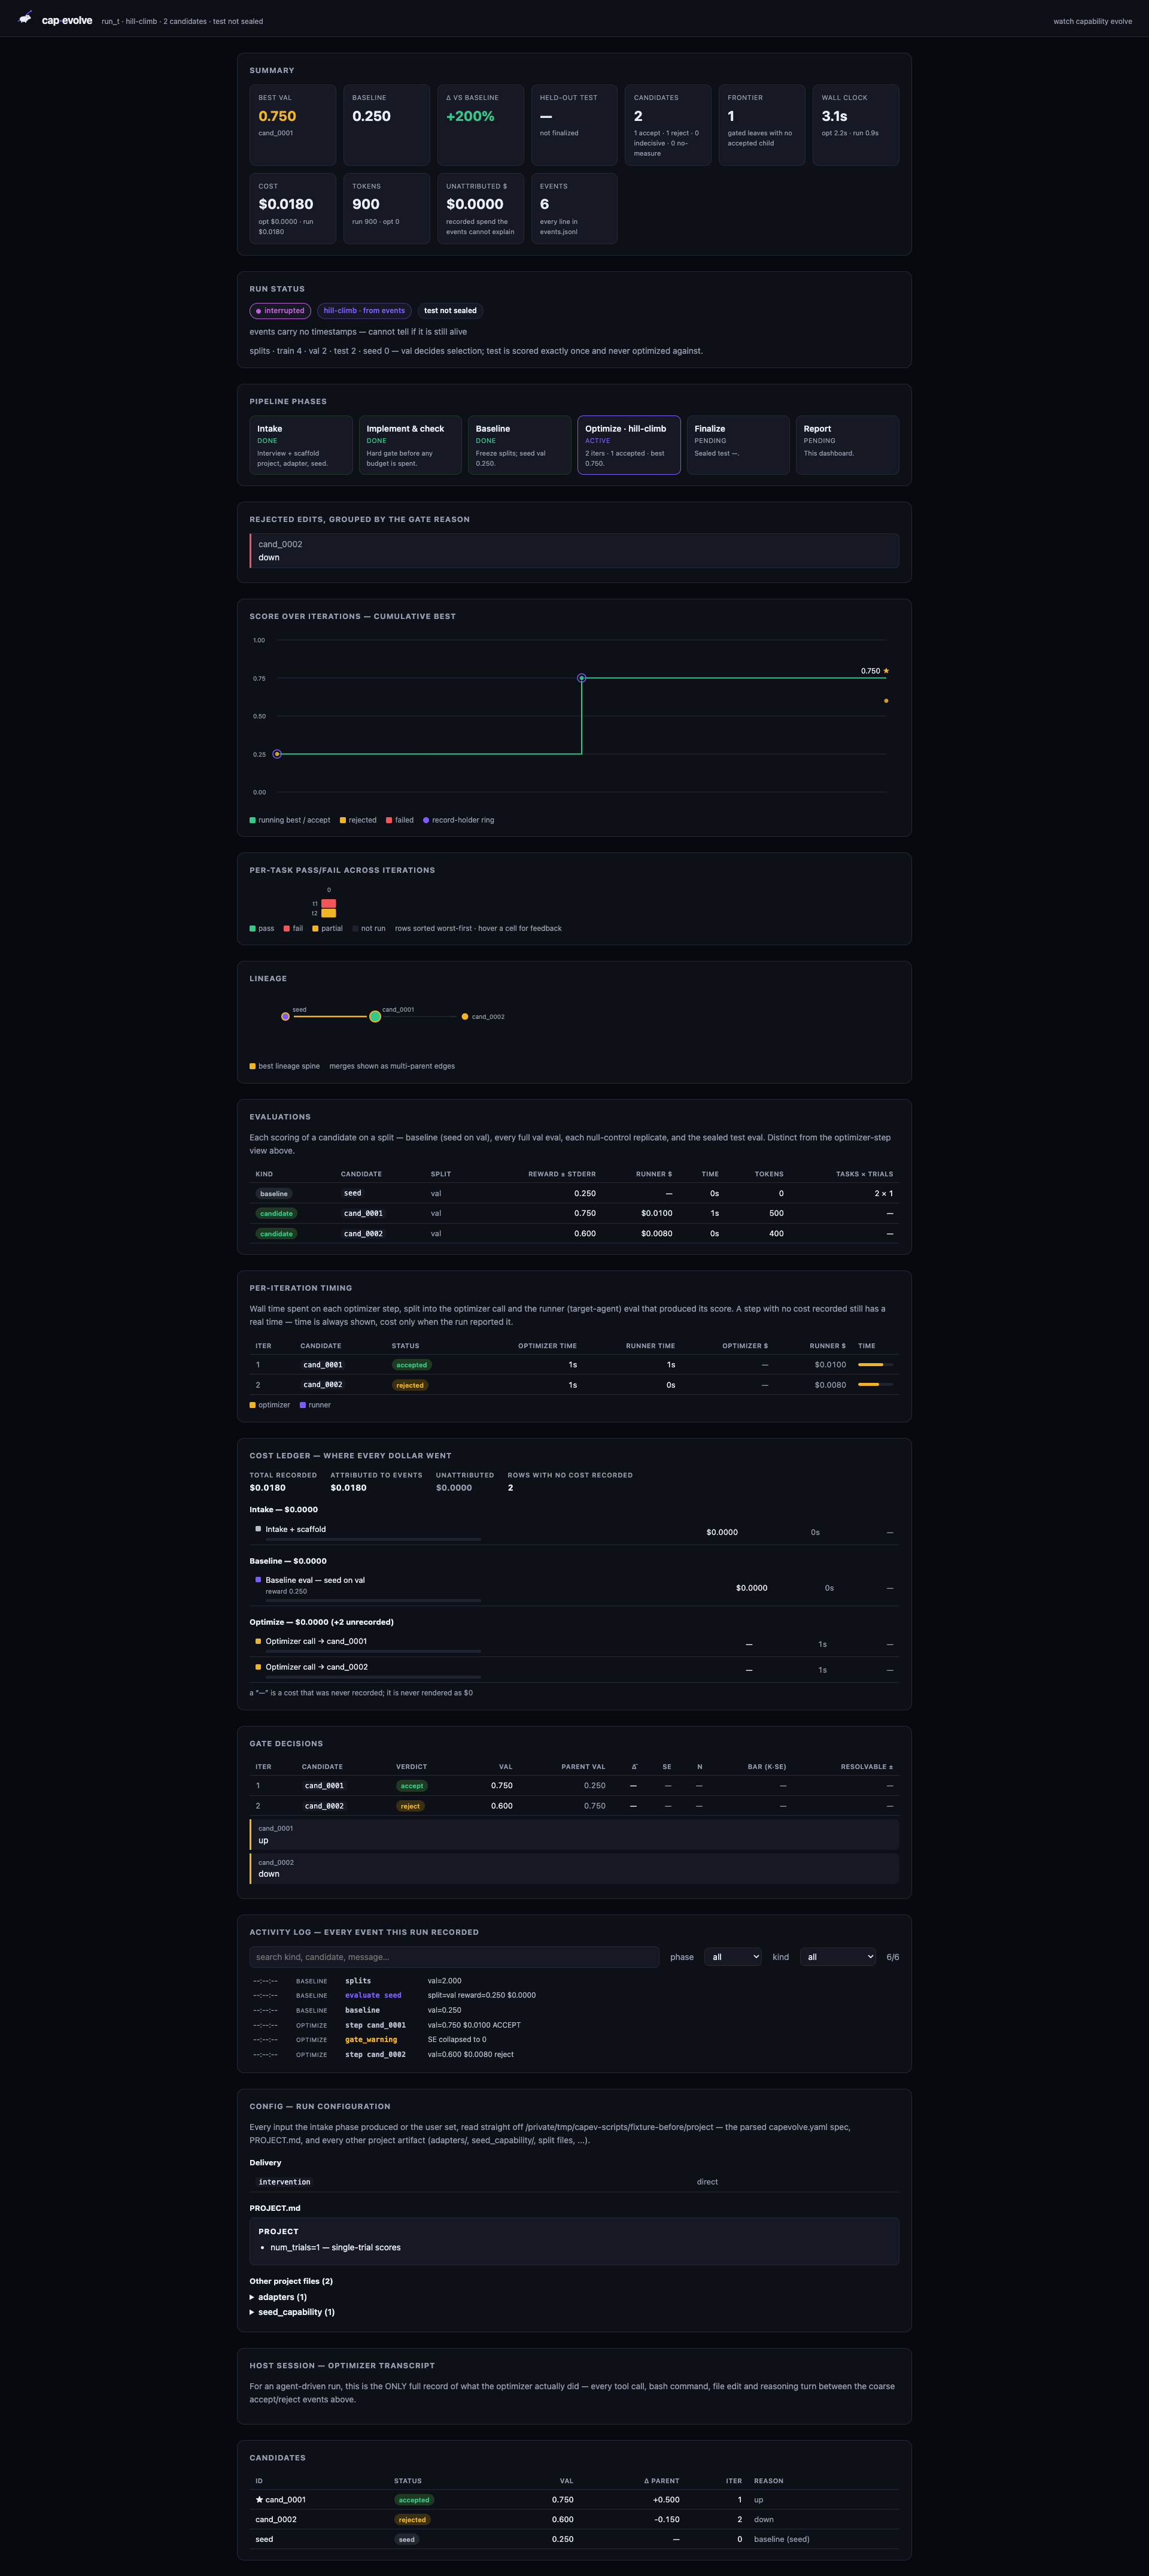 cap-evolve run_t · hill-climb · 2 candidates · test not sealed
watch capability evolve
SUMMARY
BEST VAL
0.750
cand_0001
BASELINE
0.250
Δ VS BASELINE
+200%
HELD-OUT TEST
—
not finalized
CANDIDATES
2
1 accept · 1 reject · 0
indecisive · 0 no-
measure
FRONTIER
1
gated leaves with no
accepted child
WALL CLOCK
3.1s
opt 2.2s · run 0.9s
COST
$0.0180
opt $0.0000 · run
$0.0180
TOKENS
900
run 900 · opt 0
UNATTRIBUTED $
$0.0000
recorded spend the
events cannot explain
EVENTS
6
every line in
events.jsonl
RUN STATUS
interrupted hill-climb · from events test not sealed
events carry no timestamps — cannot tell if it is still alive
splits · train 4 · val 2 · test 2 · seed 0 — val decides selection; test is scored exactly once and never optimized against.
PIPELINE PHASES
Intake
DONE
Interview + scaffold
project, adapter, seed.
Implement & check
DONE
Hard gate before any
budget is spent.
Baseline
DONE
Freeze splits; seed val
0.250.
Optimize · hill-climb
ACTIVE
2 iters · 1 accepted · best
0.750.
Finalize
PENDING
Sealed test —.
Report
PENDING
This dashboard.
REJECTED EDITS, GROUPED BY THE GATE REASON
cand_0002
down
SCORE OVER ITERATIONS — CUMULATIVE BEST
1.00
0.750 ★
0.75
0.50
0.25
0.00
running best / accept rejected failed record-holder ring
PER-TASK PASS/FAIL ACROSS ITERATIONS
0
t1
t2
pass fail partial not run rows sorted worst-first · hover a cell for feedback
LINEAGE
seed cand_0001 cand_0002
best lineage spine merges shown as multi-parent edges
EVALUATIONS
Each scoring of a candidate on a split — baseline (seed on val), every full val eval, each null-control replicate, and the sealed test eval. Distinct from the optimizer-step
view above.
KIND CANDIDATE SPLIT REWARD ± STDERR RUNNER $ TIME TOKENS TASKS × TRIALS
baseline seed val 0.250 — 0s 0 2 × 1
candidate cand_0001 val 0.750 $0.0100 1s 500 —
candidate cand_0002 val 0.600 $0.0080 0s 400 —
PER-ITERATION TIMING
Wall time spent on each optimizer step, split into the optimizer call and the runner (target-agent) eval that produced its score. A step with no cost recorded still has a
real time — time is always shown, cost only when the run reported it.
ITER CANDIDATE STATUS OPTIMIZER TIME RUNNER TIME OPTIMIZER $ RUNNER $ TIME
1 cand_0001 accepted 1s 1s — $0.0100
2 cand_0002 rejected 1s 0s — $0.0080
optimizer runner
COST LEDGER — WHERE EVERY DOLLAR WENT
TOTAL RECORDED ATTRIBUTED TO EVENTS UNATTRIBUTED ROWS WITH NO COST RECORDED
$0.0180 $0.0180 $0.0000 2
Intake — $0.0000
Intake + scaffold $0.0000 0s —
Baseline — $0.0000
Baseline eval — seed on val
reward 0.250
$0.0000 0s —
Optimize — $0.0000 (+2 unrecorded)
Optimizer call → cand_0001 — 1s —
Optimizer call → cand_0002 — 1s —
a "—" is a cost that was never recorded; it is never rendered as $0
GATE DECISIONS
ITER CANDIDATE VERDICT VAL PARENT VAL Δ̄ SE N BAR (K·SE) RESOLVABLE ±
1 cand_0001 accept 0.750 0.250 — — — — —
2 cand_0002 reject 0.600 0.750 — — — — —
cand_0001
up
cand_0002
down
ACTIVITY LOG — EVERY EVENT THIS RUN RECORDED
search kind, candidate, message... phase all kind all 6/6
--:--:-- BASELINE splits val=2.000
--:--:-- BASELINE evaluate seed split=val reward=0.250 $0.0000
--:--:-- BASELINE baseline val=0.250
--:--:-- OPTIMIZE step cand_0001 val=0.750 $0.0100 ACCEPT
--:--:-- OPTIMIZE gate_warning SE collapsed to 0
--:--:-- OPTIMIZE step cand_0002 val=0.600 $0.0080 reject
CONFIG — RUN CONFIGURATION
Every input the intake phase produced or the user set, read straight off /private/tmp/capev-scripts/fixture-before/project — the parsed capevolve.yaml spec,
PROJECT.md, and every other project artifact (adapters/, seed_capability/, split files, ...).
Delivery
intervention direct
PROJECT.md
PROJECT
• num_trials=1 — single-trial scores
Other project files (2)
▶ adapters (1)
▶ seed_capability (1)
HOST SESSION — OPTIMIZER TRANSCRIPT
For an agent-driven run, this is the ONLY full record of what the optimizer actually did — every tool call, bash command, file edit and reasoning turn between the coarse
accept/reject events above.
CANDIDATES
ID STATUS VAL Δ PARENT ITER REASON
★ cand_0001 accepted 0.750 +0.500 1 up
cand_0002 rejected 0.600 -0.150 2 down
seed seed 0.250 — 0 baseline (seed)